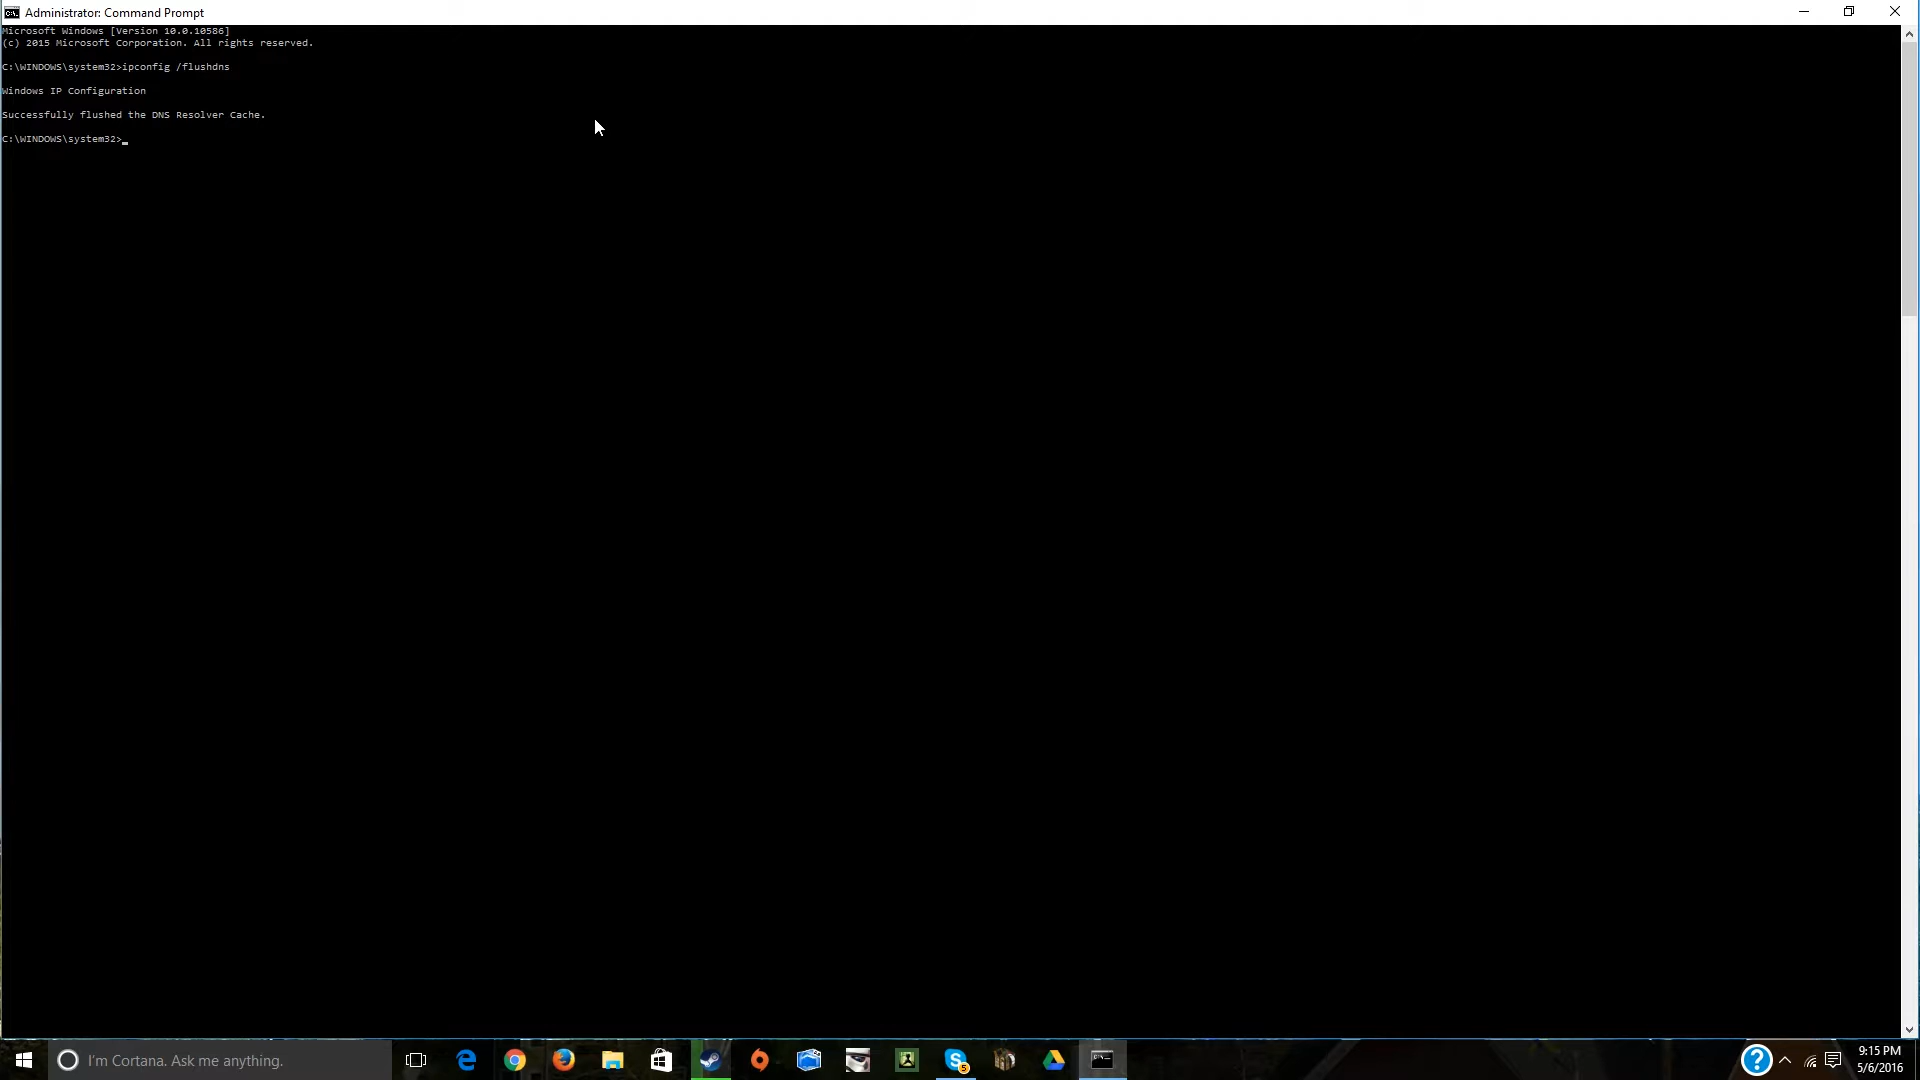 Administrator: Command Prompt
Microsoft Windows [Version 10.0.10586]
(c) 2015 Microsoft Corporation. All rights reserved.
C:\WINDOWS\system32>ipconfig /flushdns
Windows IP Configuration
Successfully flushed the DNS Resolver Cache.
C:\WINDOWS\system32>
I'm Cortana. Ask me anything.
5
9:15 PM
5/6/2016